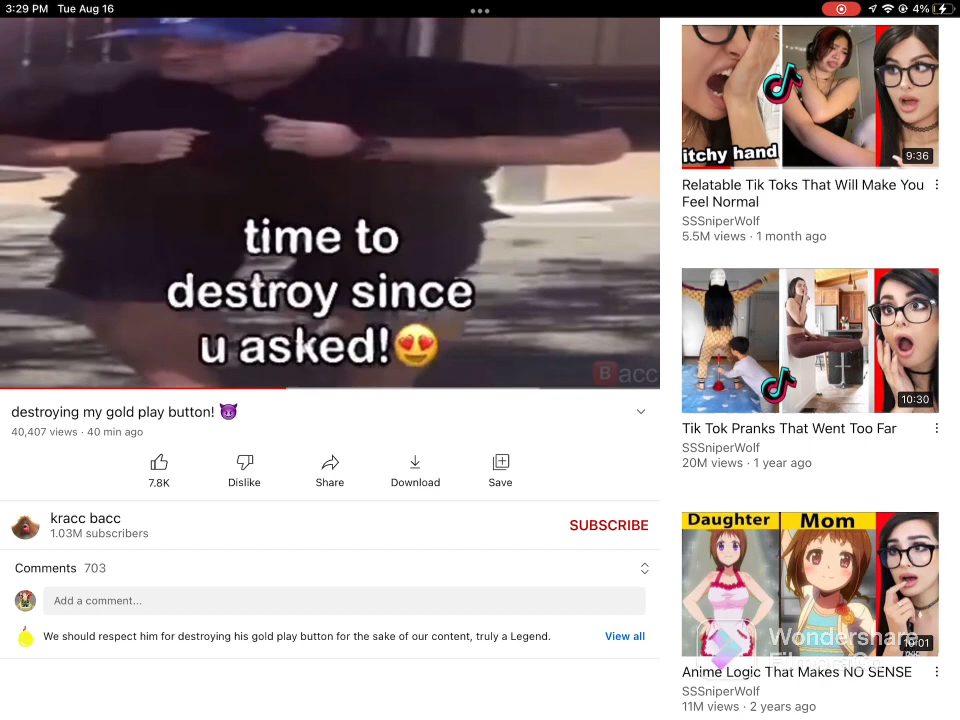 3:29 PM Tue Aug 16
4%
time to
destroy since
u asked!😍
Bacc
destroying my gold play button! 😈
40,407 views · 40 min ago
7.8K
Dislike
Share
Download
Save
kracc bacc
1.03M subscribers
SUBSCRIBE
Comments 703
Add a comment...
We should respect him for destroying his gold play button for the sake of our content, truly a Legend.
View all
itchy hand
9:36
Relatable Tik Toks That Will Make You
Feel Normal
SSSniperWolf
5.5M views · 1 month ago
10:30
Tik Tok Pranks That Went Too Far
SSSniperWolf
20M views · 1 year ago
Daughter
Mom
Wondershare
10:01
Anime Logic That Makes NO SENSE
SSSniperWolf
11M views · 2 years ago